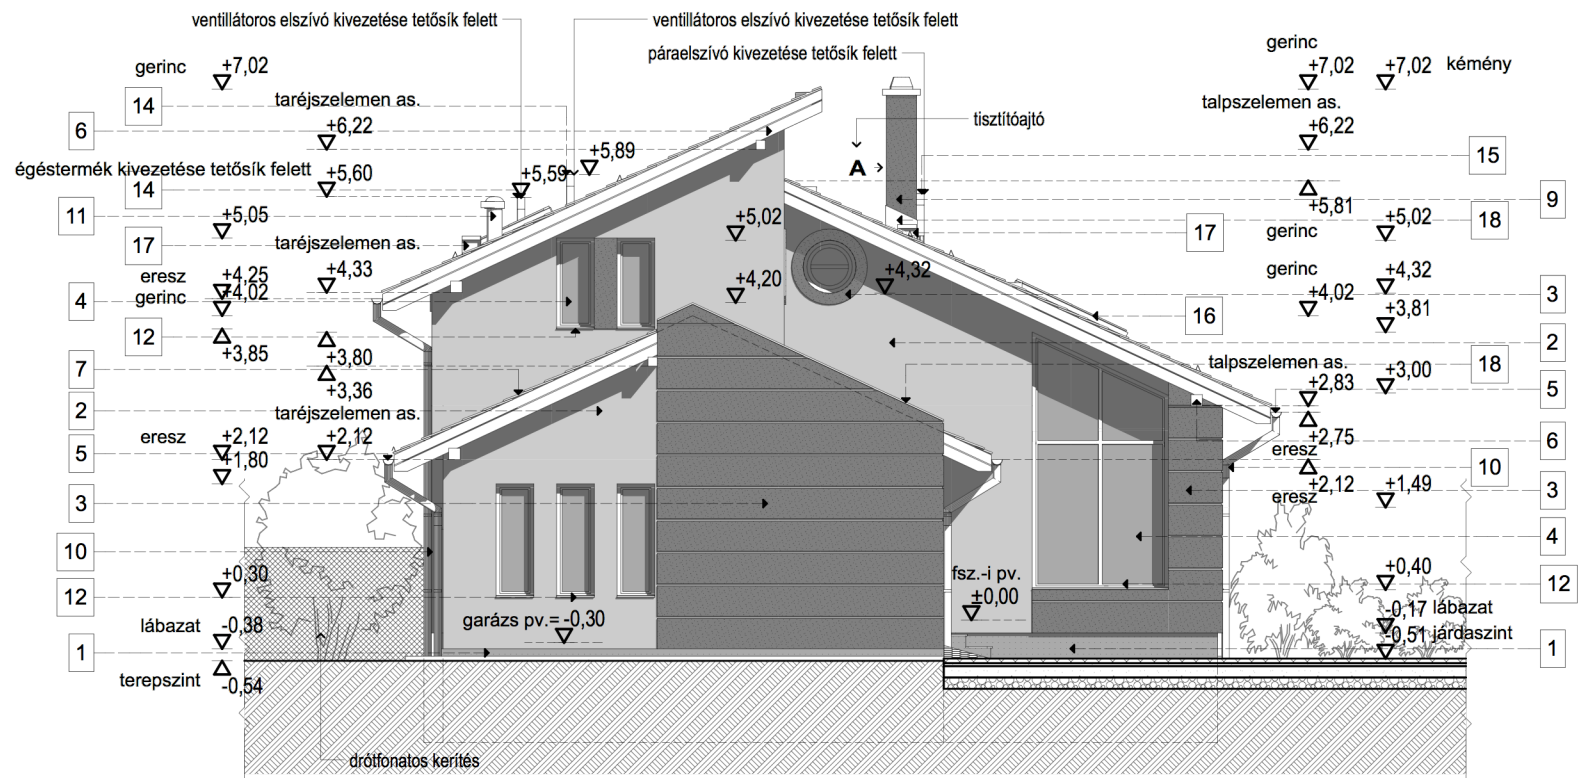 ventillátoros elszívó kivezetése tetősík felett
ventillátoros elszívó kivezetése tetősík felett
páraelszívó kivezetése tetősík felett
gerinc
+7,02
14
taréjszelemen as.
6
+6,22
égéstermék kivezetése tetősík felett
14
+5,60
+5,59
+5,89
11
+5,05
17
taréjszelemen as.
eresz
+4,25
+4,33
gerinc
+4,02
4
12
+3,85
+3,80
7
+3,36
2
taréjszelemen as.
eresz
+2,12
+2,12
5
+1,80
3
10
+0,30
12
lábazat
-0,38
1
terepszint
-0,54
drótfonatos kerítés
garázs pv.= -0,30
fsz.-i pv.
±0,00
+5,02
+4,20
+4,32
tisztítóajtó
A
gerinc
+7,02
+7,02
kémény
talpszelemen as.
+6,22
15
9
+5,81
+5,02
18
17
gerinc
gerinc
+4,32
+4,02
3
+3,81
16
2
talpszelemen as.
18
+3,00
+2,83
5
+2,75
6
eresz
10
+2,12
+1,49
3
eresz
4
+0,40
12
-0,17 lábazat
-0,51 járdaszint
1